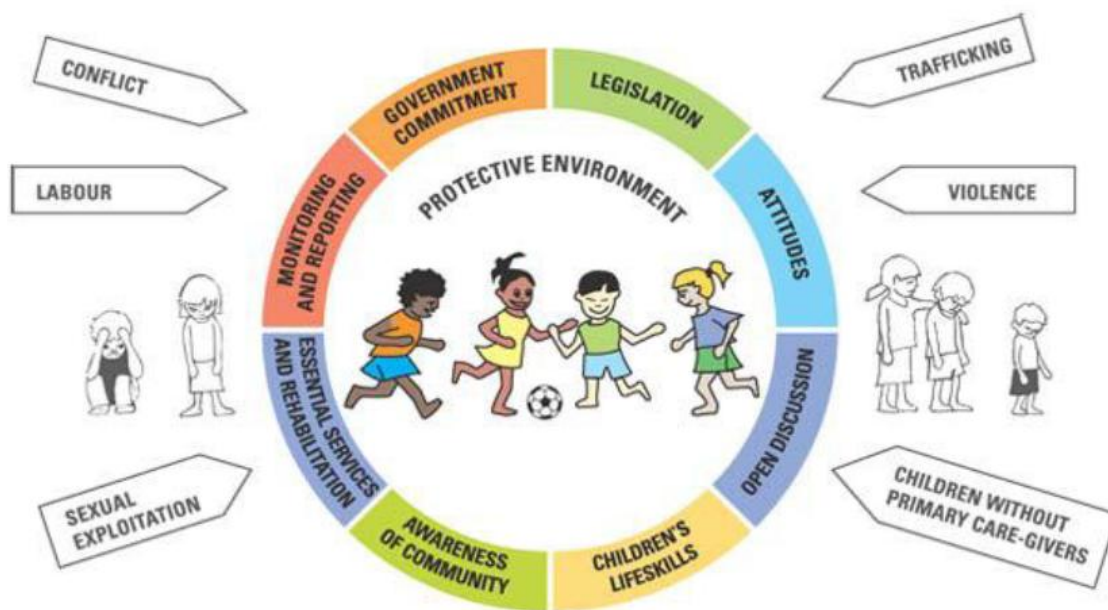 CONFLICT
LABOUR
SEXUAL
EXPLOITATION
GOVERNMENT
COMMITMENT
LEGISLATION
ATTITUDES
OPEN DISCUSSION
CHILDREN'S
LIFESKILLS
AWARENESS
OF COMMUNITY
ESSENTIAL SERVICES
AND REHABILITATION
MONITORING
AND REPORTING
PROTECTIVE ENVIRONMENT
TRAFFICKING
VIOLENCE
CHILDREN WITHOUT
PRIMARY CARE-GIVERS